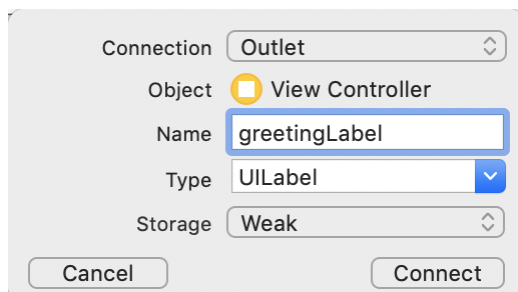 Connection Outlet
Object View Controller
Name greetingLabel
Type UILabel
Storage Weak
Cancel Connect